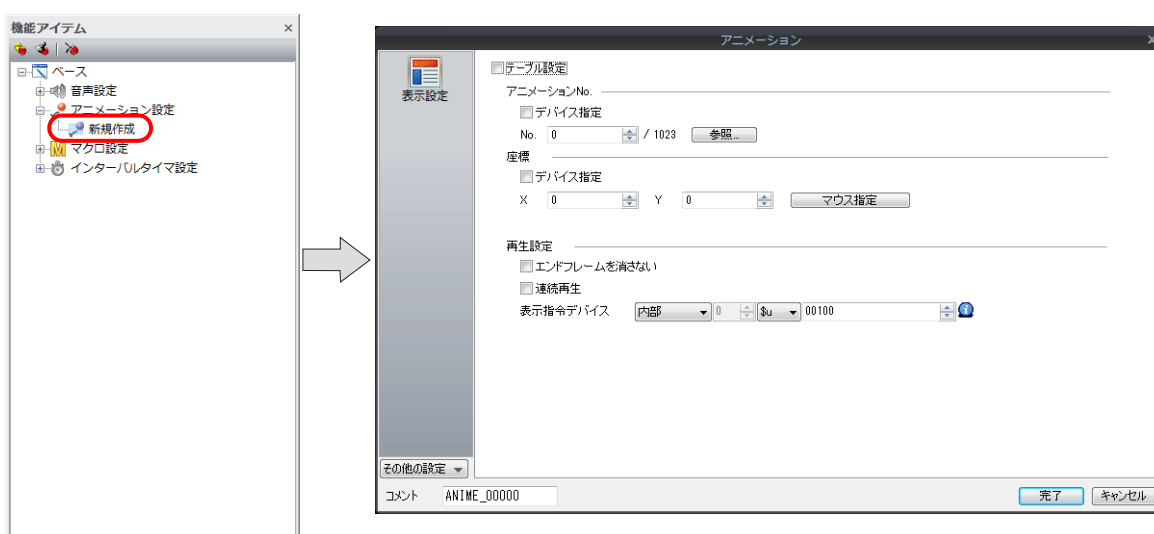 機能アイテム
ベース
音声設定
アニメーション設定
新規作成
マクロ設定
インターバルタイマ設定
アニメーション
表示設定
テーブル設定
アニメーションNo.
デバイス指定
No. 0 / 1023 参照...
座標
デバイス指定
X 0 Y 0 マウス指定
再生設定
エンドフレームを消さない
連続再生
表示指令デバイス 内部 0 $u 00100
その他の設定
コメント ANIME_00000 完了 キャンセル